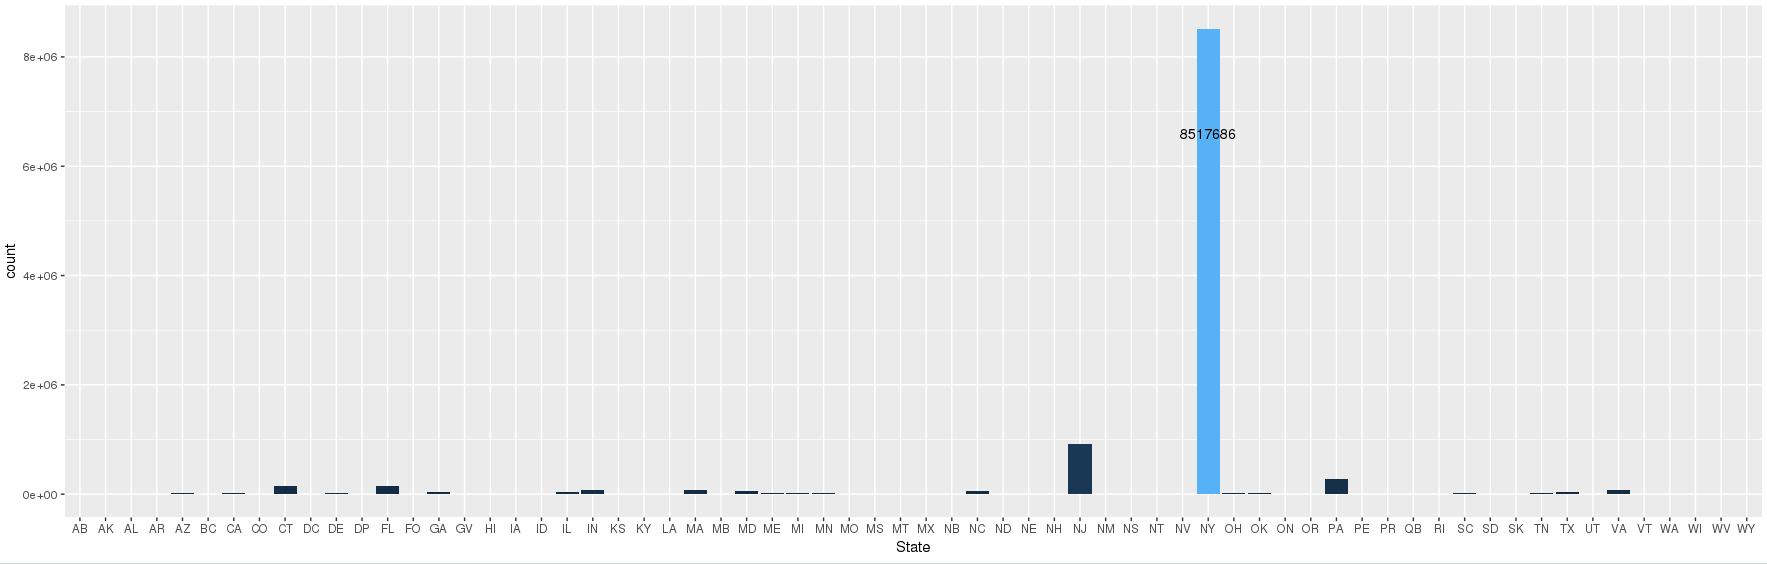 8e+06
6e+06
4e+06
2e+06
0e+00
count
8517686
AB AK AL AR AZ BC CA CO CT DC DE DP FL FO GA GV HI IA ID IL IN KS KY LA MA MB MD ME MI MN MO MS MT MX NB NC ND NE NH NJ NM NS NT NV NY OH OK ON OR PA PE PR QB RI SC SD SK TN TX UT VA VT WA WI WV WY
State